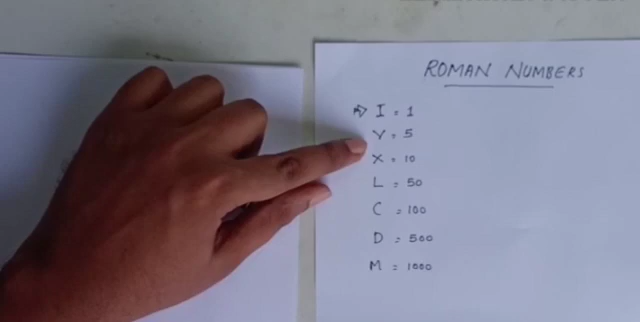 ROMAN NUMBERS
I = 1
V = 5
X = 10
L = 50
C = 100
D = 500
M = 1000